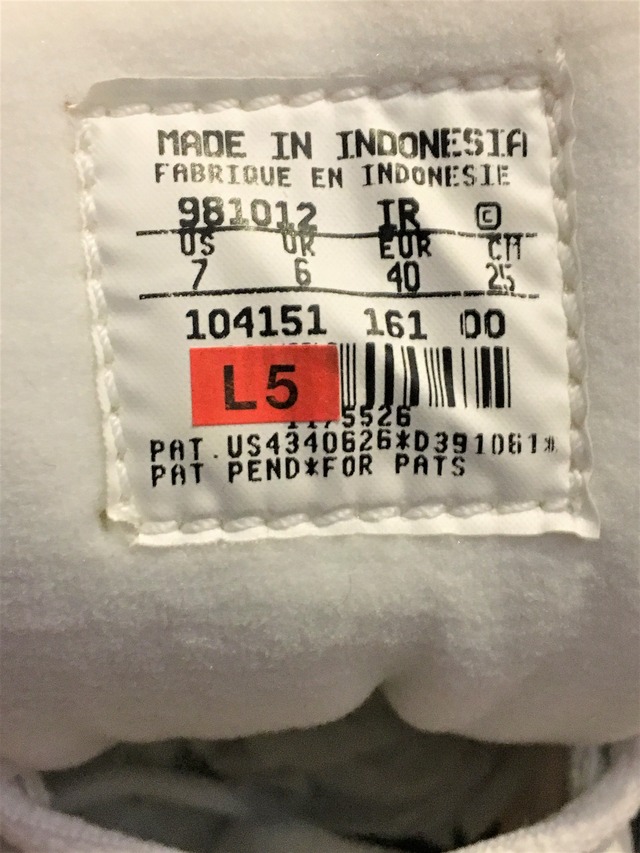 MADE IN INDONESIA
FABRIQUE EN INDONESIE
981012 IR ©
US UK EUR CM
7 6 40 25
104151 161 00
L5
5526
PAT.US4340626*D391061*
PAT PEND*FOR PATS